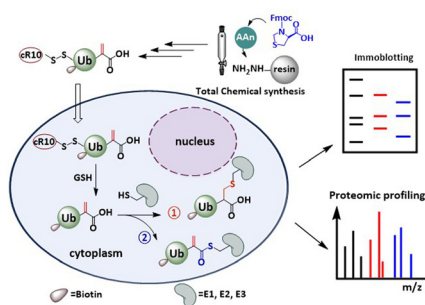 Fmoc
AAn
N
S
COOH
NH2NH
resin
Total Chemical synthesis
cR10
S
S
Ub
OH
O
Immoblotting
nucleus
cR10
S
S
Ub
OH
O
GSH
HS
S
Ub
OH
O
1
Ub
OH
O
2
Ub
S
O
cytoplasm
Proteomic profiling
m/z
=Biotin
=E1, E2, E3